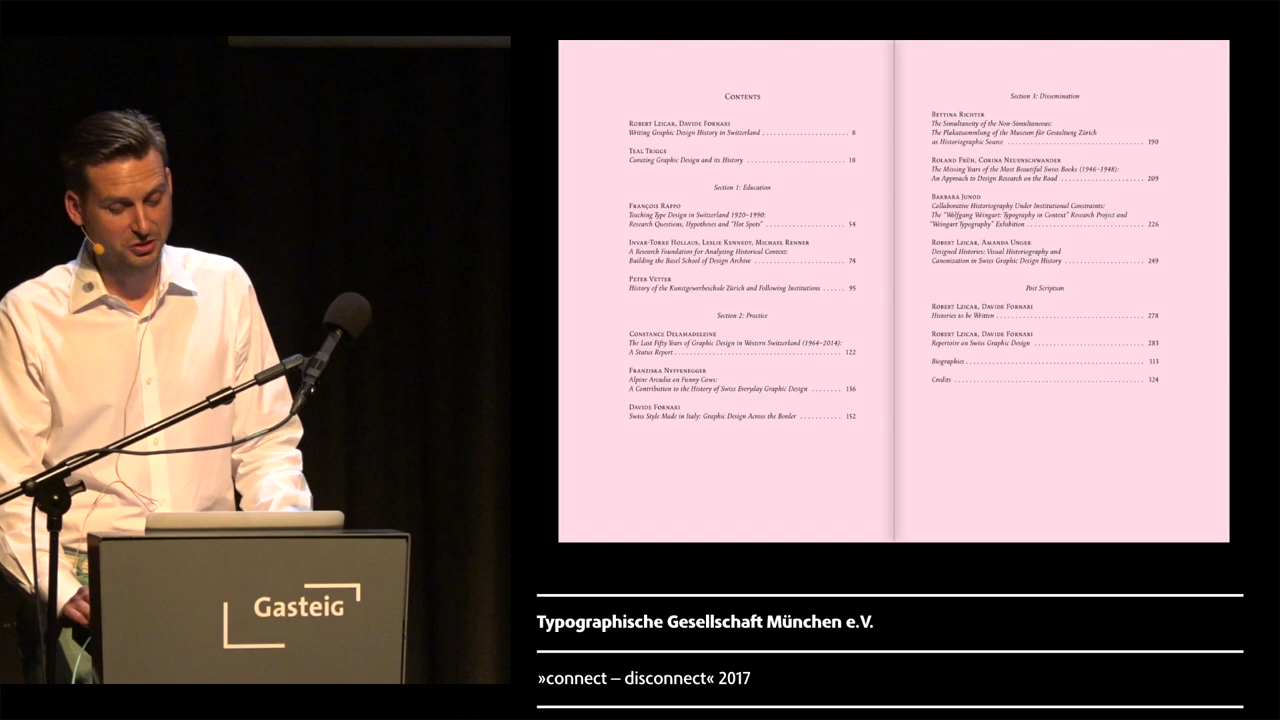 Gasteig
CONTENTS
ROBERT LZICAR, DAVIDE FORNARI
Writing Graphic Design History in Switzerland . . . . . . . . . . . . . . . . . . . . . . . . 8
TEAL TRIGGS
Curating Graphic Design and its History . . . . . . . . . . . . . . . . . . . . . . . . . . . 18
Section 1: Education
FRANÇOIS RAPPO
Teaching Type Design in Switzerland 1920–1990:
Research Questions, Hypotheses and "Hot Spots" . . . . . . . . . . . . . . . . . . . . . 54
INVAR-TORRE HOLLAUS, LESLIE KENNEDY, MICHAEL RENNER
A Research Foundation for Analyzing Historical Context:
Building the Basel School of Design Archive . . . . . . . . . . . . . . . . . . . . . . . . . 74
PETER VETTER
History of the Kunstgewerbeschule Zürich and Following Institutions . . . . . . 95
Section 2: Practice
CONSTANCE DELAMADELEINE
The Last Fifty Years of Graphic Design in Western Switzerland (1964–2014):
A Status Report . . . . . . . . . . . . . . . . . . . . . . . . . . . . . . . . . . . . . . . . . . . . . . 122
FRANZISKA NYFFENEGGER
Alpine Arcadia on Funny Cows:
A Contribution to the History of Swiss Everyday Graphic Design . . . . . . . . 136
DAVIDE FORNARI
Swiss Style Made in Italy: Graphic Design Across the Border . . . . . . . . . . . 152
Section 3: Dissemination
BETTINA RICHTER
The Simultaneity of the Non-Simultaneous:
The Plakatsammlung of the Museum für Gestaltung Zürich
as Historiographic Source . . . . . . . . . . . . . . . . . . . . . . . . . . . . . . . . . . . . . . 190
ROLAND FRÜH, CORINA NEUENSCHWANDER
The Missing Years of the Most Beautiful Swiss Books (1946–1948):
An Approach to Design Research on the Road . . . . . . . . . . . . . . . . . . . . . . . 209
BARBARA JUNOD
Collaborative Historiography Under Institutional Constraints:
The "Wolfgang Weingart: Typography in Context" Research Project and
"Weingart Typography" Exhibition . . . . . . . . . . . . . . . . . . . . . . . . . . . . . . . . 226
ROBERT LZICAR, AMANDA UNGER
Designed Histories: Visual Historiography and
Canonization in Swiss Graphic Design History . . . . . . . . . . . . . . . . . . . . . . 249
Post Scriptum
ROBERT LZICAR, DAVIDE FORNARI
Histories to be Written . . . . . . . . . . . . . . . . . . . . . . . . . . . . . . . . . . . . . . . . 278
ROBERT LZICAR, DAVIDE FORNARI
Repertoire on Swiss Graphic Design . . . . . . . . . . . . . . . . . . . . . . . . . . . . . . 283
Biographies . . . . . . . . . . . . . . . . . . . . . . . . . . . . . . . . . . . . . . . . . . . . . . . . . 313
Credits . . . . . . . . . . . . . . . . . . . . . . . . . . . . . . . . . . . . . . . . . . . . . . . . . . . . 324
Typographische Gesellschaft München e.V.
»connect – disconnect« 2017